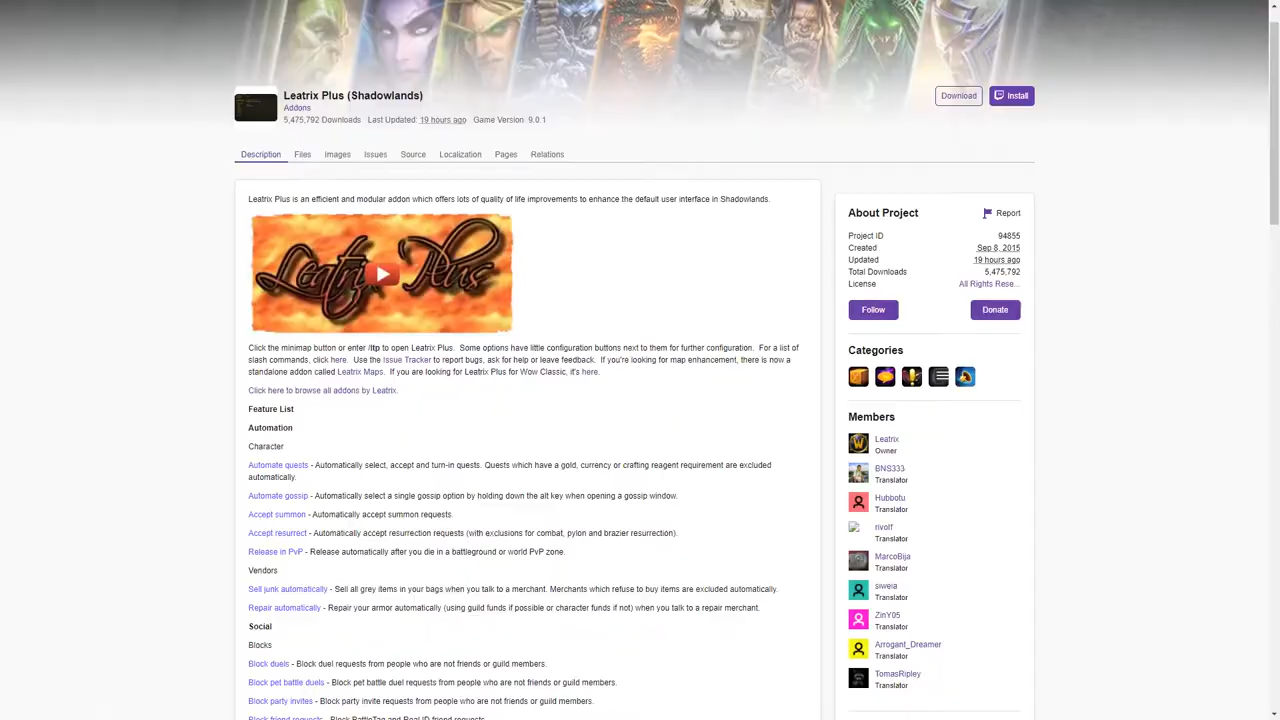 Leatrix Plus (Shadowlands)
Addons
5,475,792 Downloads Last Updated: 19 hours ago Game Version 9.0.1
Download
Install
Description Files Images Issues Source Localization Pages Relations
Leatrix Plus is an efficient and modular addon which offers lots of quality of life improvements to enhance the default user interface in Shadowlands.
Leatrix Plus
Click the minimap button or enter /ltp to open Leatrix Plus. Some options have little configuration buttons next to them for further configuration. For a list of
slash commands, click here. Use the Issue Tracker to report bugs, ask for help or leave feedback. If you're looking for map enhancement, there is now a
standalone addon called Leatrix Maps. If you are looking for Leatrix Plus for Wow Classic, it's here.
Click here to browse all addons by Leatrix.
Feature List
Automation
Character
Automate quests - Automatically select, accept and turn-in quests. Quests which have a gold, currency or crafting reagent requirement are excluded
automatically.
Automate gossip - Automatically select a single gossip option by holding down the alt key when opening a gossip window.
Accept summon - Automatically accept summon requests.
Accept resurrect - Automatically accept resurrection requests (with exclusions for combat, pylon and brazier resurrection).
Release in PvP - Release automatically after you die in a battleground or world PvP zone.
Vendors
Sell junk automatically - Sell all grey items in your bags when you talk to a merchant. Merchants which refuse to buy items are excluded automatically.
Repair automatically - Repair your armor automatically (using guild funds if possible or character funds if not) when you talk to a repair merchant.
Social
Blocks
Block duels - Block duel requests from people who are not friends or guild members.
Block pet battle duels - Block pet battle duel requests from people who are not friends or guild members.
Block party invites - Block party invite requests from people who are not friends or guild members.
Block friend requests - Block BattleTag and Real ID friend requests.
About Project
Report
Project ID 94855
Created Sep 8, 2015
Updated 19 hours ago
Total Downloads 5,475,792
License All Rights Rese...
Follow
Donate
Categories
Members
Leatrix
Owner
BNS333
Translator
Hubbotu
Translator
rivolf
Translator
MarcoBija
Translator
siweia
Translator
ZinY05
Translator
Arrogant_Dreamer
Translator
TomasRipley
Translator